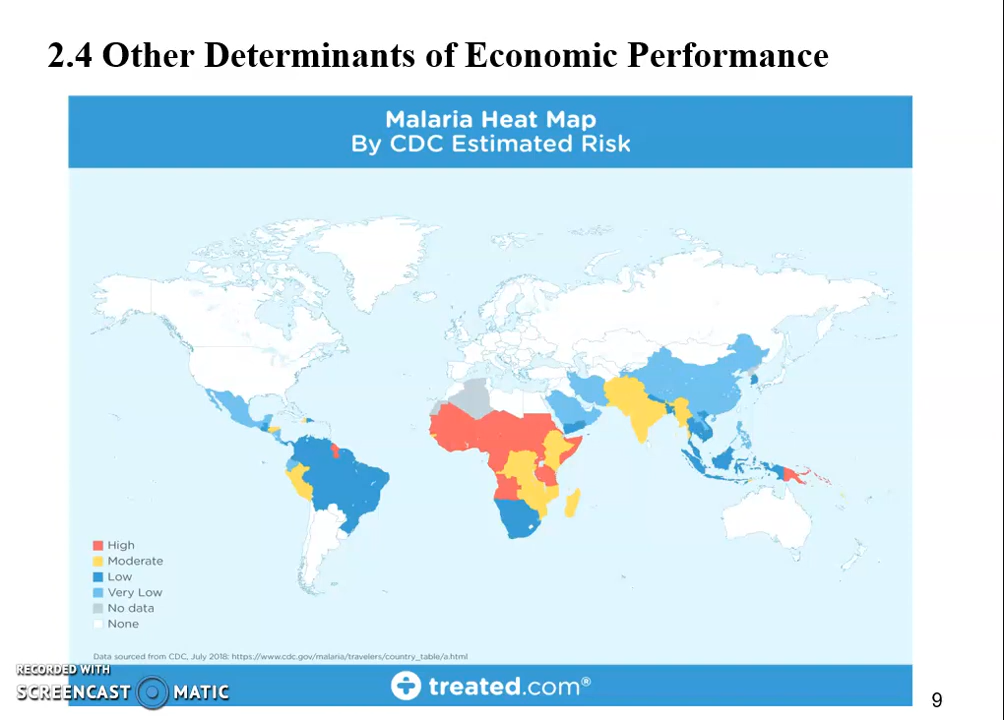 2.4 Other Determinants of Economic Performance
Malaria Heat Map
By CDC Estimated Risk
High
Moderate
Low
Very Low
No data
None
Data sourced from CDC, July 2018: https://www.cdc.gov/malaria/travelers/country_table/a.html
RECORDED WITH
SCREENCAST MATIC
treated.com®
9